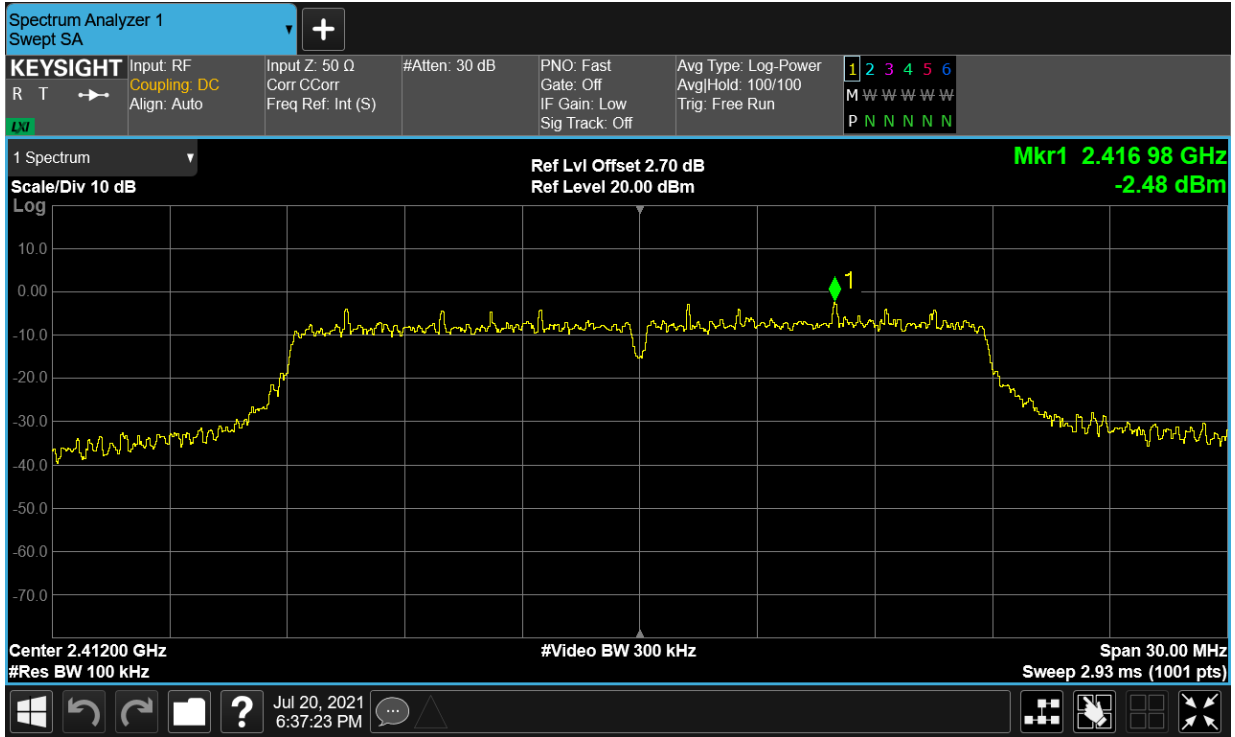 Spectrum Analyzer 1
Swept SA
KEYSIGHT
R T
LXI
Input: RF
Coupling: DC
Align: Auto
Input Z: 50 Ω
Corr CCorr
Freq Ref: Int (S)
#Atten: 30 dB
PNO: Fast
Gate: Off
IF Gain: Low
Sig Track: Off
Avg Type: Log-Power
Avg|Hold: 100/100
Trig: Free Run
1 2 3 4 5 6
M W W W W W
P N N N N N
1 Spectrum
Scale/Div 10 dB
Log
Ref Lvl Offset 2.70 dB
Ref Level 20.00 dBm
Mkr1 2.416 98 GHz
-2.48 dBm
1
10.0
0.00
-10.0
-20.0
-30.0
-40.0
-50.0
-60.0
-70.0
Center 2.41200 GHz
#Res BW 100 kHz
#Video BW 300 kHz
Span 30.00 MHz
Sweep 2.93 ms (1001 pts)
?
Jul 20, 2021
6:37:23 PM